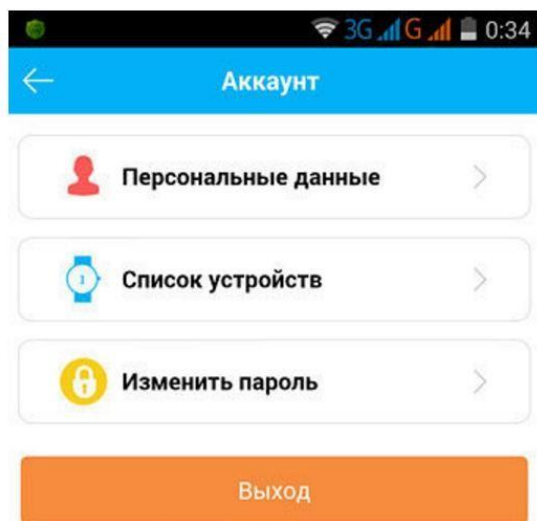 3G G 0:34
Аккаунт
Персональные данные
Список устройств
Изменить пароль
Выход